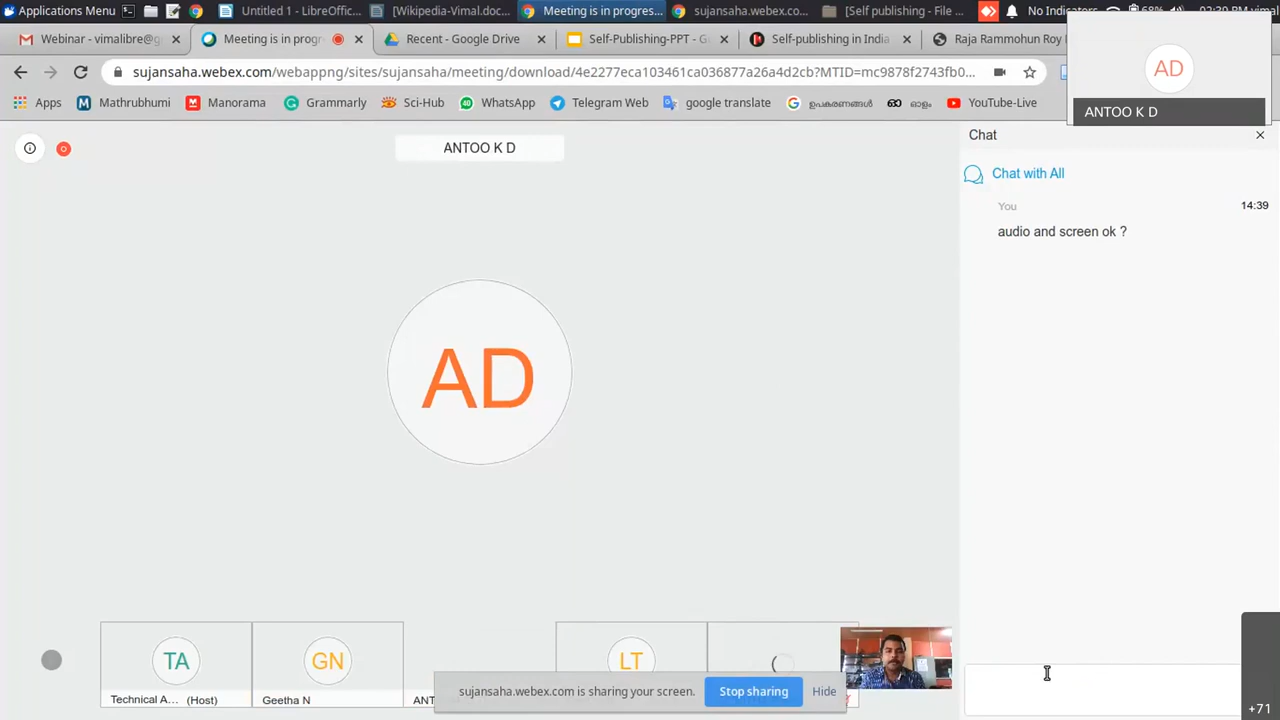 Applications Menu
Untitled 1 - LibreOffic...
[Wikipedia-Vimal.doc...
Meeting is in progres...
sujansaha.webex.co...
[Self publishing - File ...
No Indicators
68%
Webinar - vimalibre@g
Meeting is in progr
Recent - Google Drive
Self-Publishing-PPT - G
Self-publishing in India
Raja Rammohun Roy
sujansaha.webex.com/webappng/sites/sujansaha/meeting/download/4e2277eca103461ca036877a26a4d2cb?MTID=mc9878f2743fb0...
Apps
Mathrubhumi
Manorama
Grammarly
Sci-Hub
WhatsApp
Telegram Web
google translate
ഉപകരണങ്ങൾ
ഓളം
YouTube-Live
AD
ANTOO K D
ANTOO K D
Chat
Chat with All
You
14:39
audio and screen ok ?
AD
TA
GN
LT
Technical A... (Host)
Geetha N
ANT
sujansaha.webex.com is sharing your screen.
Stop sharing
Hide
+71